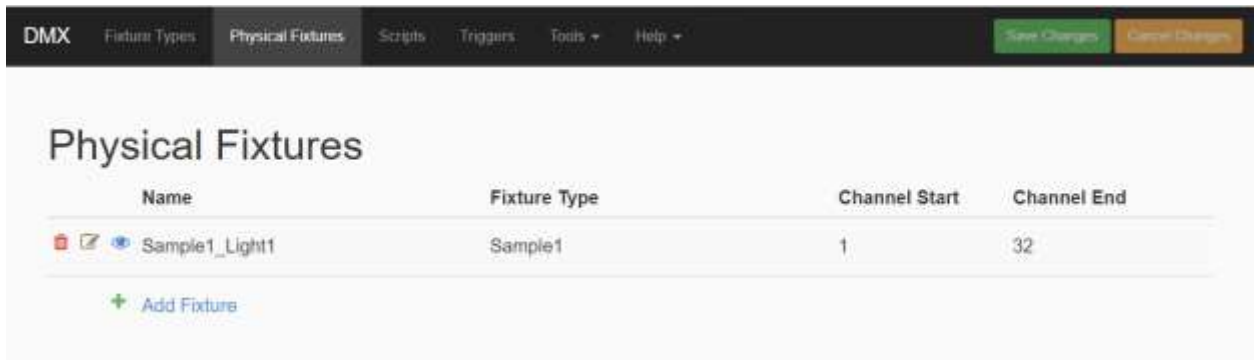 DMX Fixture Types Physical Fixtures Scripts Triggers Tools Help Save Changes Cancel Changes
Physical Fixtures
Name Fixture Type Channel Start Channel End
Sample1_Light1 Sample1 1 32
Add Fixture